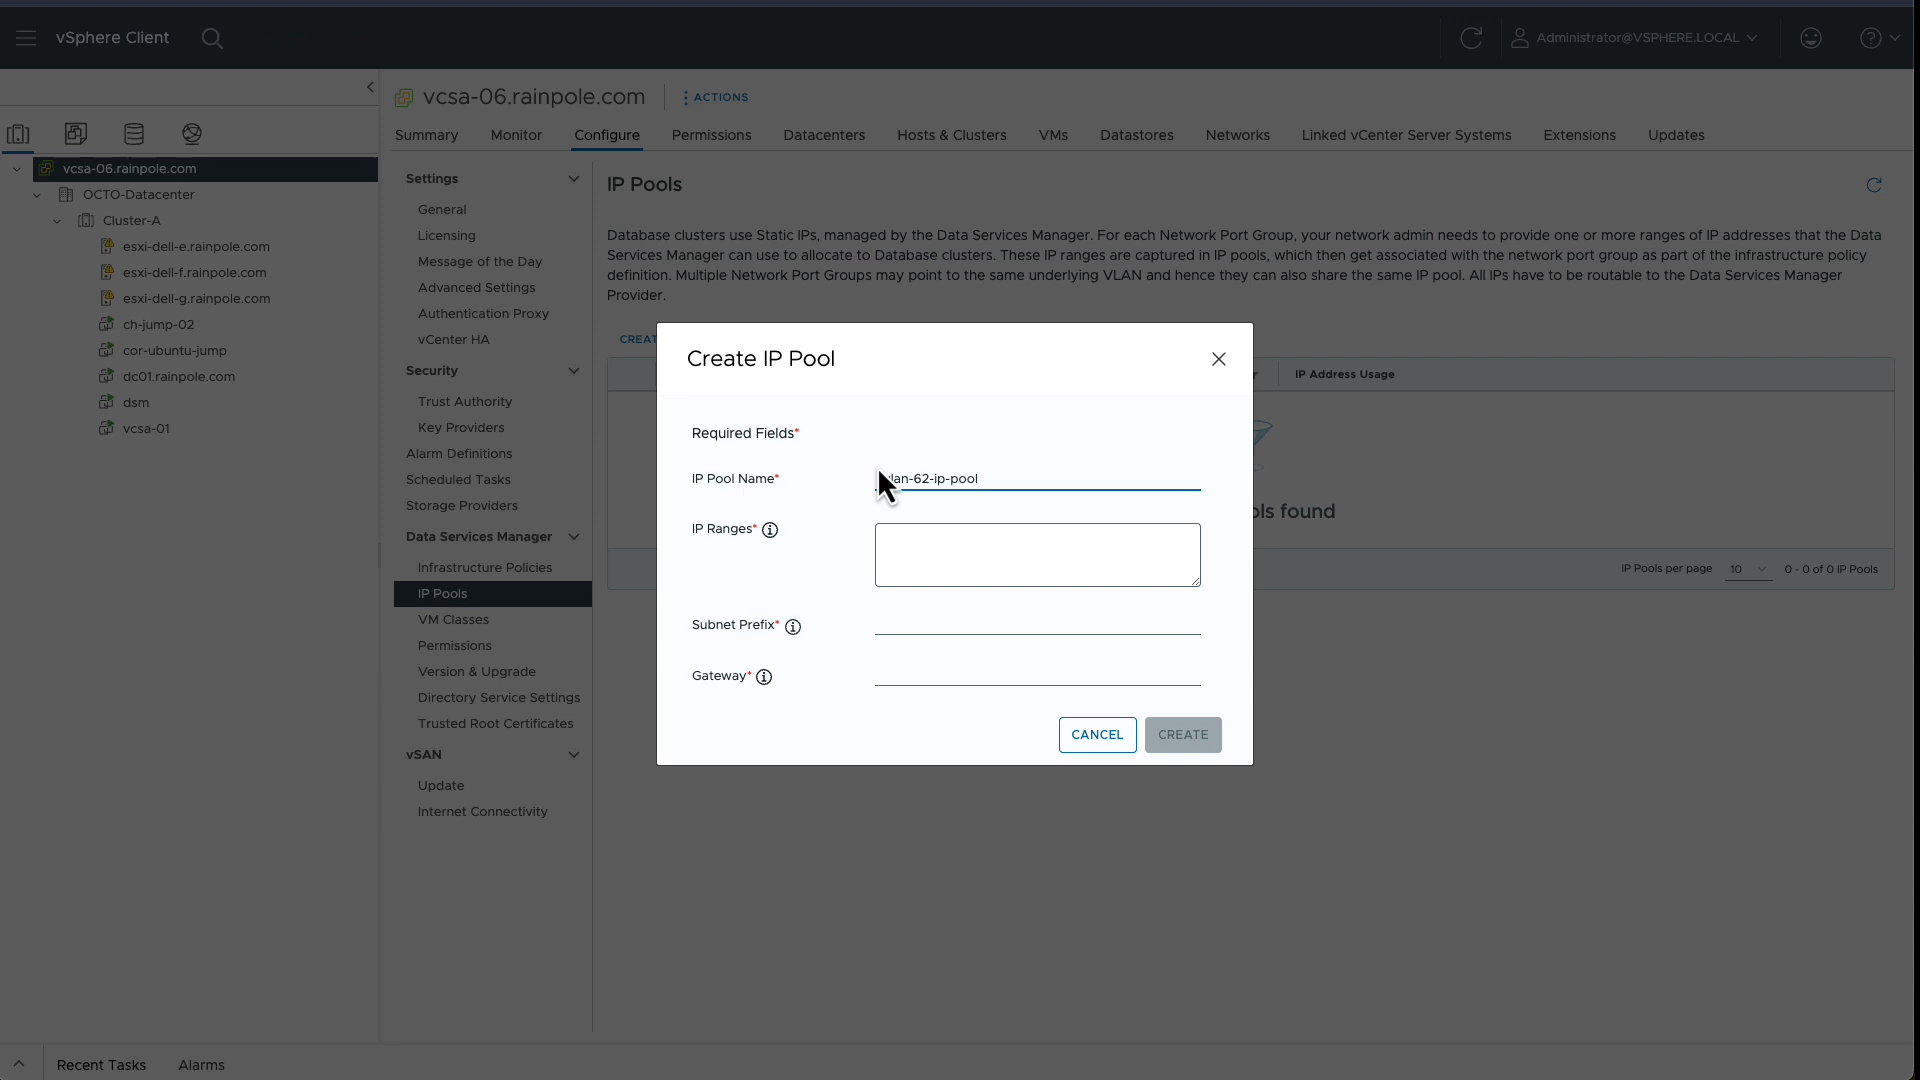 vSphere Client
Administrator@VSPHERE.LOCAL
vcsa-06.rainpole.com
ACTIONS
Summary
Monitor
Configure
Permissions
Datacenters
Hosts & Clusters
VMs
Datastores
Networks
Linked vCenter Server Systems
Extensions
Updates
vcsa-06.rainpole.com
OCTO-Datacenter
Cluster-A
esxi-dell-e.rainpole.com
esxi-dell-f.rainpole.com
esxi-dell-g.rainpole.com
ch-jump-02
cor-ubuntu-jump
dc01.rainpole.com
dsm
vcsa-01
Settings
General
Licensing
Message of the Day
Advanced Settings
Authentication Proxy
vCenter HA
Security
Trust Authority
Key Providers
Alarm Definitions
Scheduled Tasks
Storage Providers
Data Services Manager
Infrastructure Policies
IP Pools
VM Classes
Permissions
Version & Upgrade
Directory Service Settings
Trusted Root Certificates
vSAN
Update
Internet Connectivity
IP Pools
Database clusters use Static IPs, managed by the Data Services Manager. For each Network Port Group, your network admin needs to provide one or more ranges of IP addresses that the Data
Services Manager can use to allocate to Database clusters. These IP ranges are captured in IP pools, which then get associated with the network port group as part of the infrastructure policy
definition. Multiple Network Port Groups may point to the same underlying VLAN and hence they can also share the same IP pool. All IPs have to be routable to the Data Services Manager
Provider.
IP Address Usage
found
IP Pools per page
10
0 - 0 of 0 IP Pools
Create IP Pool
Required Fields*
IP Pool Name*
IP Ranges*
Subnet Prefix*
Gateway*
CANCEL
CREATE
Recent Tasks
Alarms